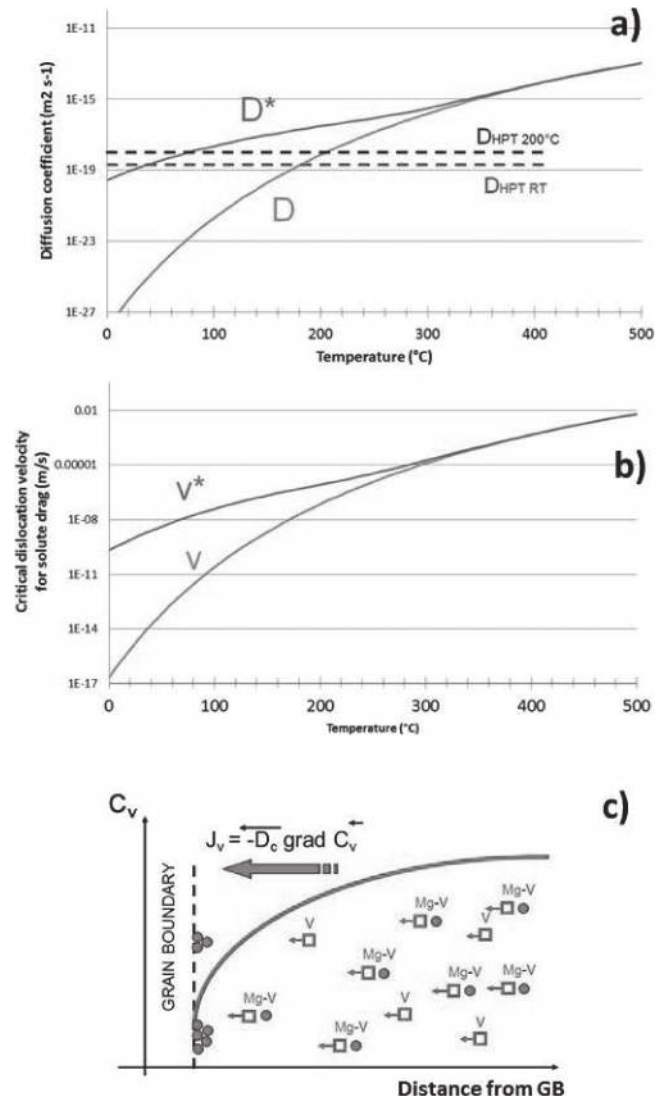 a)
Diffusion coefficient (m2 s-1)
1E-11
1E-15
1E-19
1E-23
1E-27
D*
D
DHPT 200°C
DHPT RT
0 100 200 300 400 500
Temperature (°C)
b)
Critical dislocation velocity
for solute drag (m/s)
0.01
0.00001
1E-08
1E-11
1E-14
1E-17
V*
V
0 100 200 300 400 500
Temperature (°C)
c)
Cv
Jv = -Dc grad Cv
GRAIN BOUNDARY
Mg-V
Mg-V
V
V
Mg-V
Mg-V
Mg-V
Mg-V
V
Mg-V
V
Distance from GB